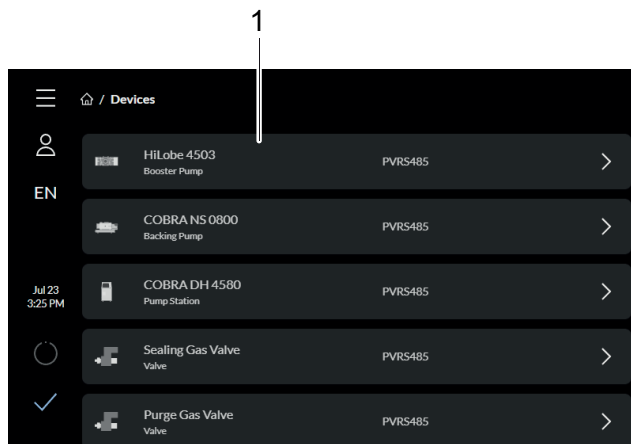 1
/ Devices
HiLobe 4503
Booster Pump
PVRS485
EN
COBRA NS 0800
Backing Pump
PVRS485
Jul 23
3:25 PM
COBRA DH 4580
Pump Station
PVRS485
Sealing Gas Valve
Valve
PVRS485
Purge Gas Valve
Valve
PVRS485